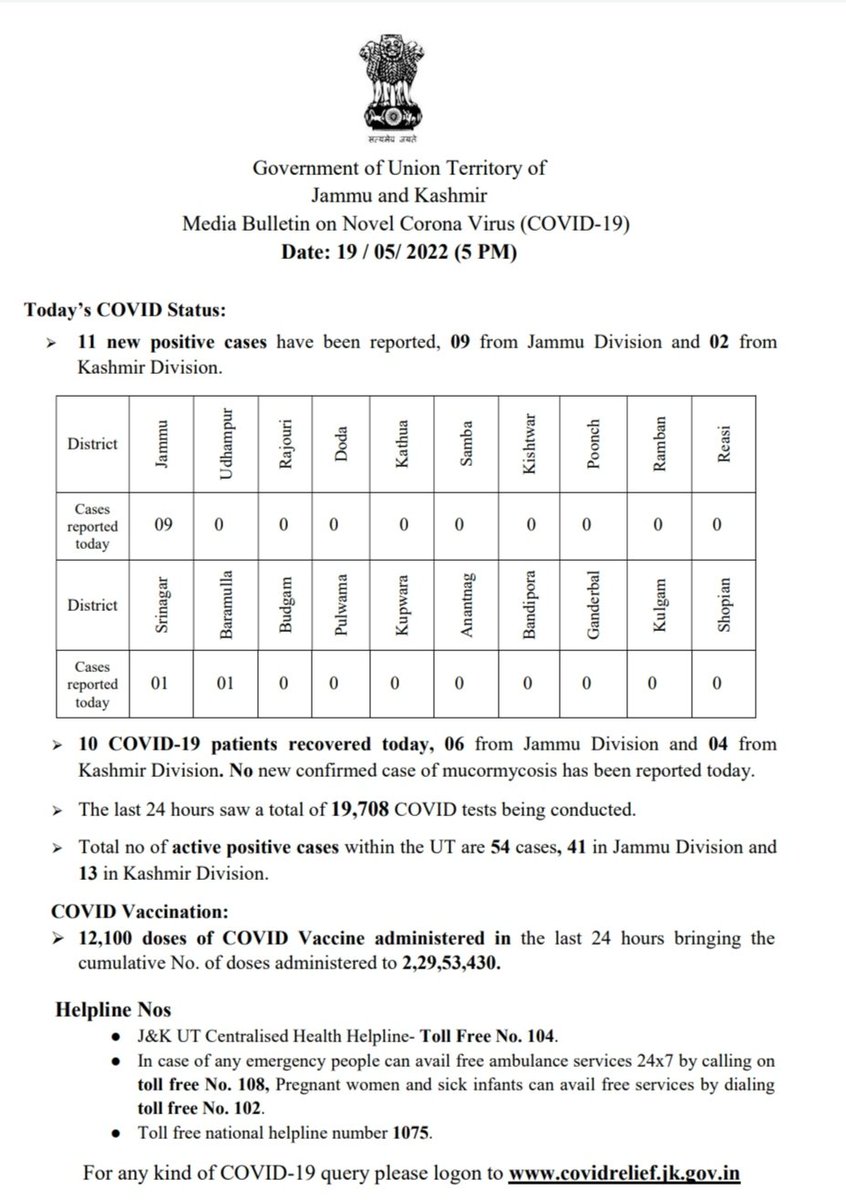 सत्यमेव जयते
Government of Union Territory of
Jammu and Kashmir
Media Bulletin on Novel Corona Virus (COVID-19)
Date: 19 / 05/ 2022 (5 PM)
Today's COVID Status:
➢ 11 new positive cases have been reported, 09 from Jammu Division and 02 from
Kashmir Division.
District Jammu Udhampur Rajouri Doda Kathua Samba Kishtwar Poonch Ramban Reasi
Cases
reported
today
09 0 0 0 0 0 0 0 0 0
District Srinagar Baramulla Budgam Pulwama Kupwara Anantnag Bandipora Ganderbal Kulgam Shopian
Cases
reported
today
01 01 0 0 0 0 0 0 0 0
➢ 10 COVID-19 patients recovered today, 06 from Jammu Division and 04 from
Kashmir Division. No new confirmed case of mucormycosis has been reported today.
➢ The last 24 hours saw a total of 19,708 COVID tests being conducted.
➢ Total no of active positive cases within the UT are 54 cases, 41 in Jammu Division and
13 in Kashmir Division.
COVID Vaccination:
➢ 12,100 doses of COVID Vaccine administered in the last 24 hours bringing the
cumulative No. of doses administered to 2,29,53,430.
Helpline Nos
● J&K UT Centralised Health Helpline- Toll Free No. 104.
● In case of any emergency people can avail free ambulance services 24x7 by calling on
toll free No. 108, Pregnant women and sick infants can avail free services by dialing
toll free No. 102.
● Toll free national helpline number 1075.
For any kind of COVID-19 query please logon to www.covidrelief.jk.gov.in